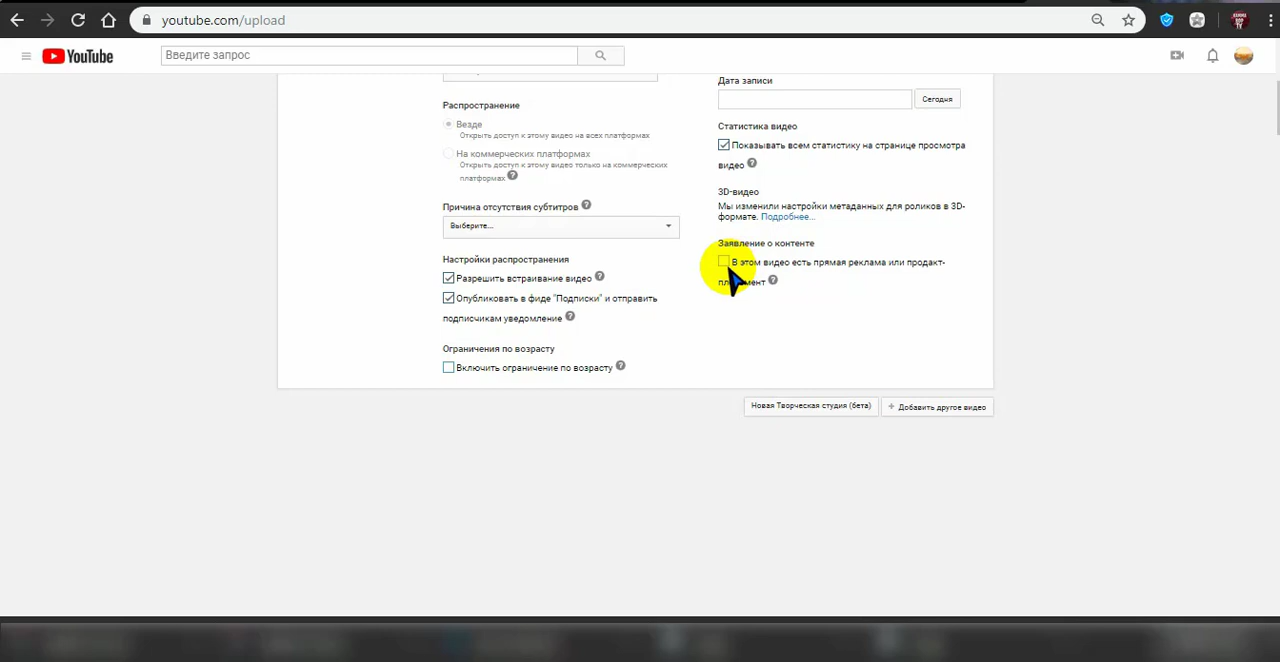 youtube.com/upload
YouTube
Введите запрос
Распространение
Везде
Открыть доступ к этому видео на всех платформах
На коммерческих платформах
Открыть доступ к этому видео только на коммерческих
платформах
Причина отсутствия субтитров
Выберите...
Настройки распространения
Разрешить встраивание видео
Опубликовать в фиде "Подписки" и отправить
подписчикам уведомление
Ограничения по возрасту
Включить ограничение по возрасту
Дата записи
Сегодня
Статистика видео
Показывать всем статистику на странице просмотра
видео
3D-видео
Мы изменили настройки метаданных для роликов в 3D-
формате. Подробнее...
Заявление о контенте
В этом видео есть прямая реклама или продакт-
Новая Творческая студия (бета)
+ Добавить другое видео